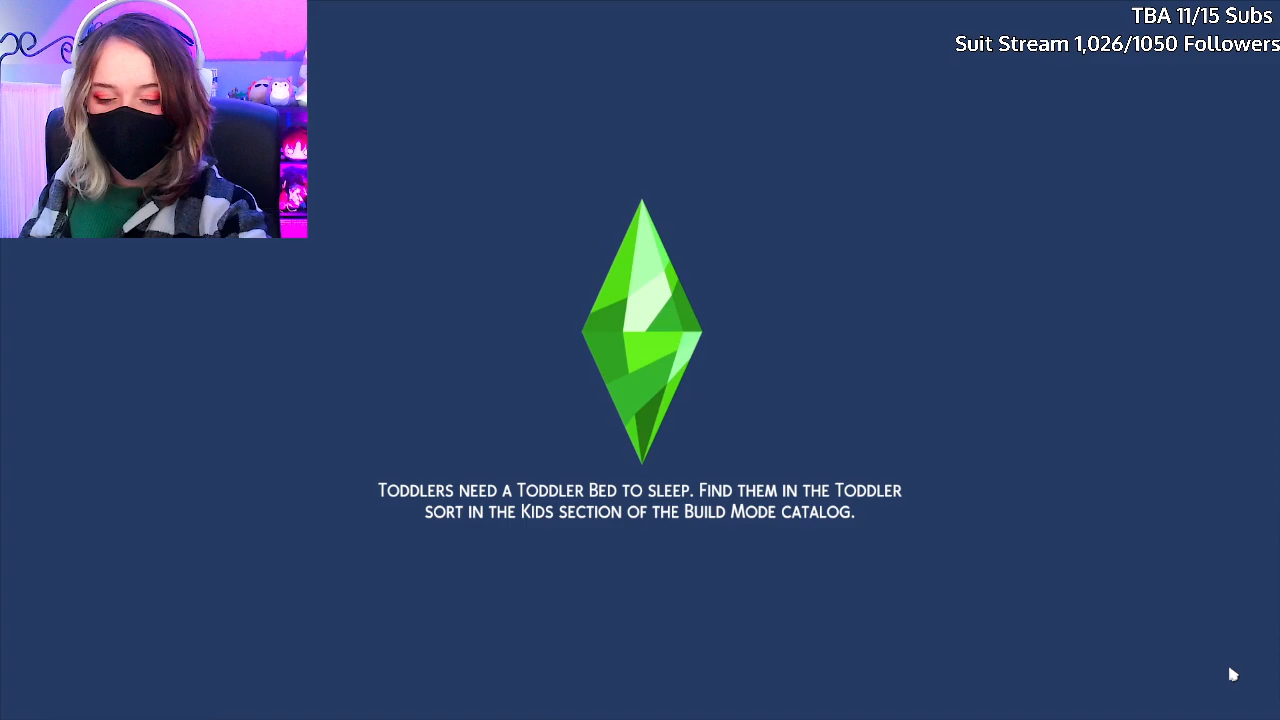 TBA 11/15 Subs
Suit Stream 1,026/1050 Followers
Toddlers need a Toddler Bed to sleep. Find them in the Toddler
sort in the Kids section of the Build Mode catalog.